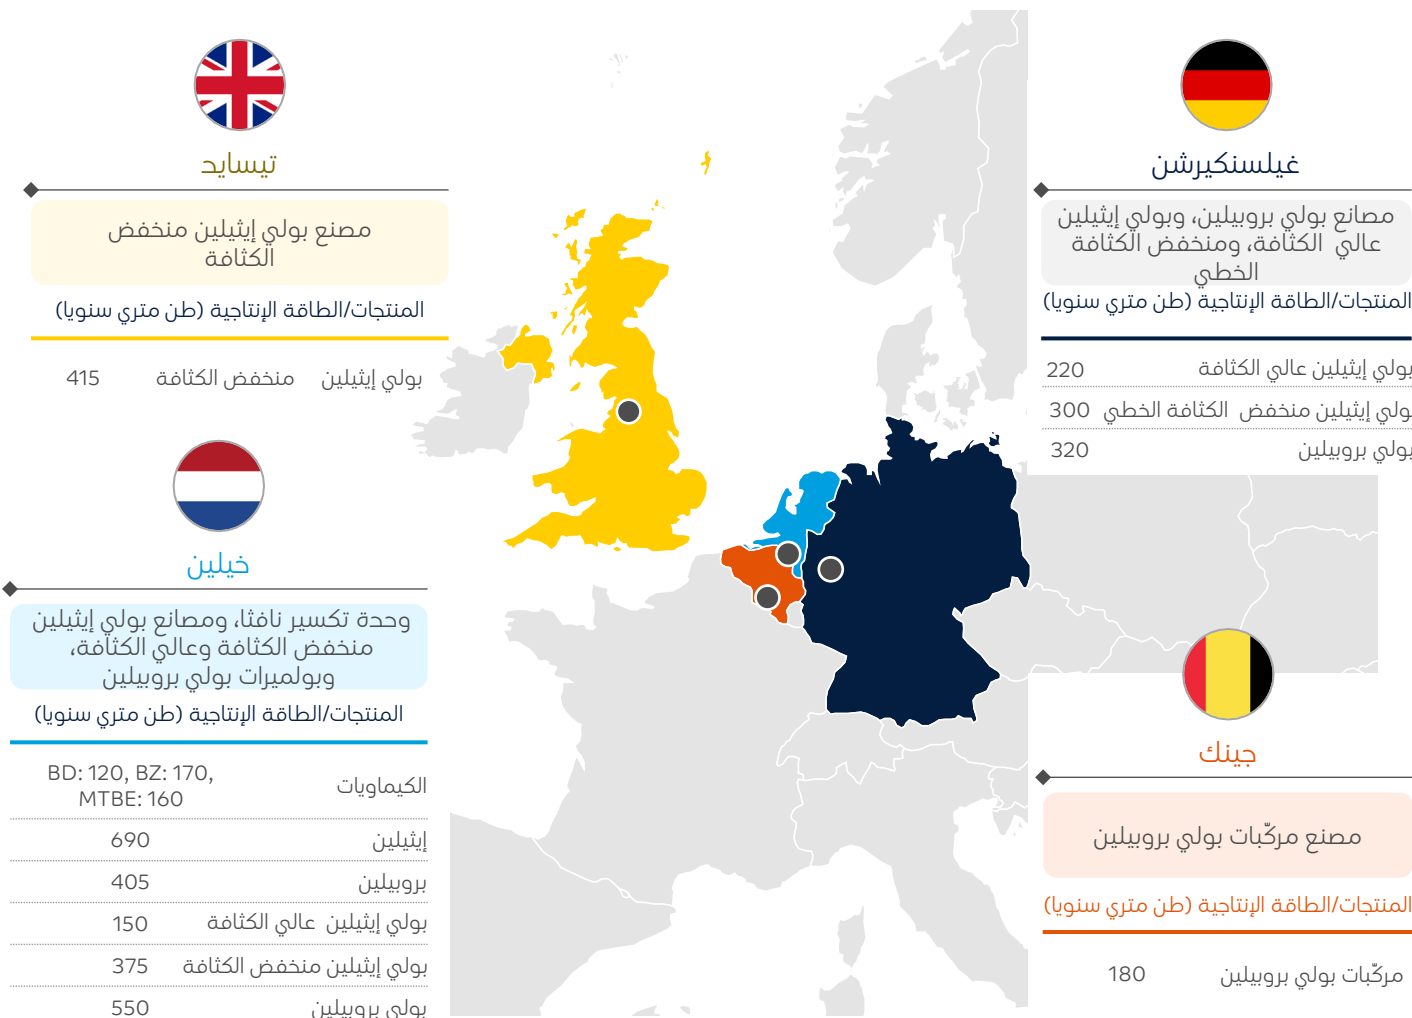 تيسايد
مصنع بولي إيثيلين منخفض
الكثافة
المنتجات/الطاقة الإنتاجية (طن متري سنويا)
بولي إيثيلين منخفض الكثافة 415
خيلين
وحدة تكسير نافثا، ومصانع بولي إيثيلين
منخفض الكثافة وعالي الكثافة،
وبولميرات بولي بروبيلين
المنتجات/الطاقة الإنتاجية (طن متري سنويا)
الكيماويات BD: 120, BZ: 170,
MTBE: 160
إيثيلين 690
بروبيلين 405
بولي إيثيلين عالي الكثافة 150
بولي إيثيلين منخفض الكثافة 375
بولي بروبيلين 550
غيلسنكيرشن
مصانع بولي بروبيلين، وبولي إيثيلين
عالي الكثافة، ومنخفض الكثافة
الخطي
المنتجات/الطاقة الإنتاجية (طن متري سنويا)
بولي إيثيلين عالي الكثافة 220
بولي إيثيلين منخفض الكثافة الخطي 300
بولي بروبيلين 320
جينك
مصنع مركّبات بولي بروبيلين
المنتجات/الطاقة الإنتاجية (طن متري سنويا)
مركّبات بولي بروبيلين 180